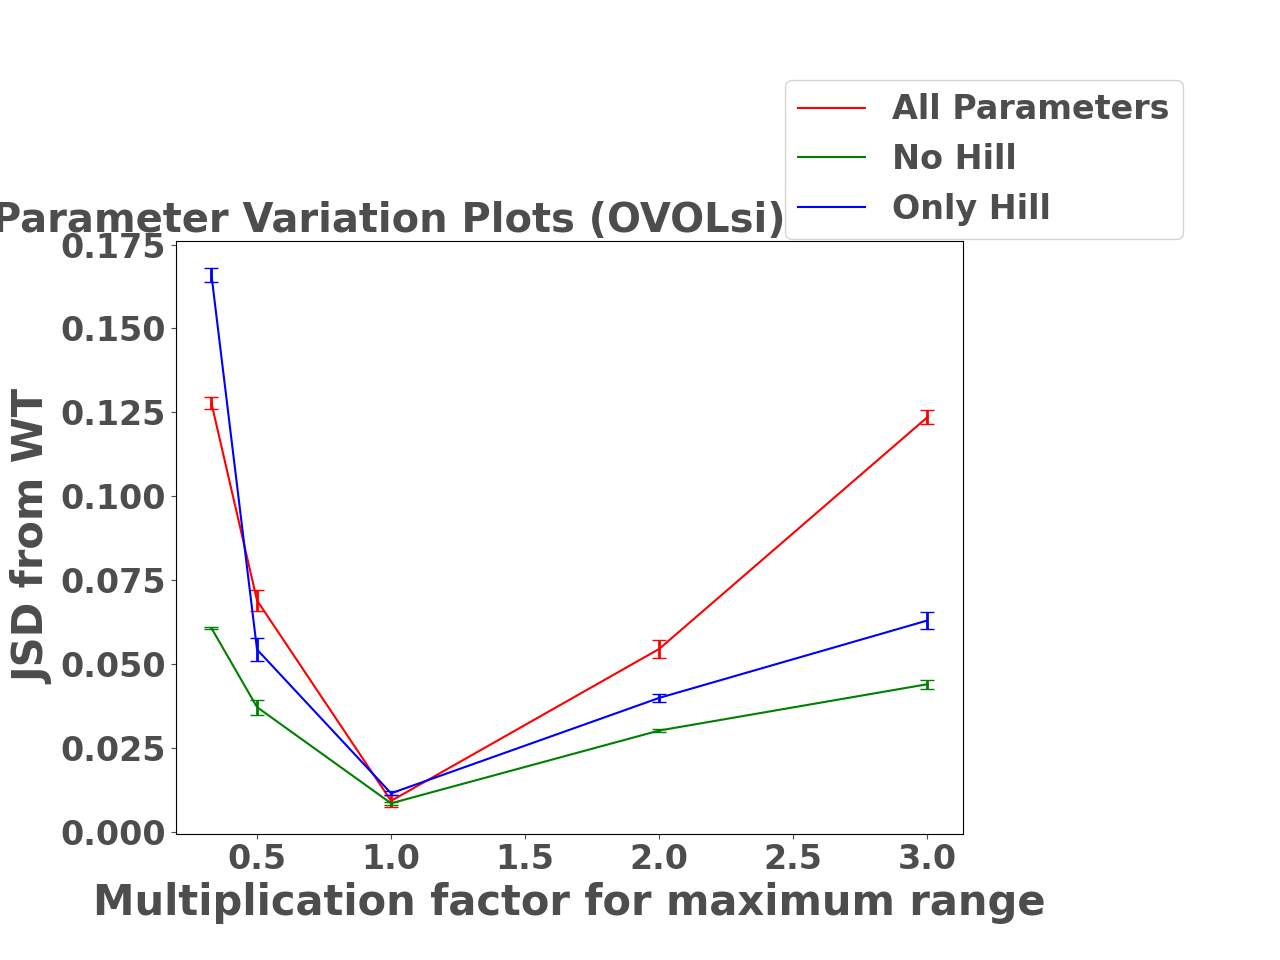 All Parameters
No Hill
Only Hill
Parameter Variation Plots (OVOLsi)
0.175
0.150
0.125
0.100
0.075
0.050
0.025
0.000
JSD from WT
0.5 1.0 1.5 2.0 2.5 3.0
Multiplication factor for maximum range